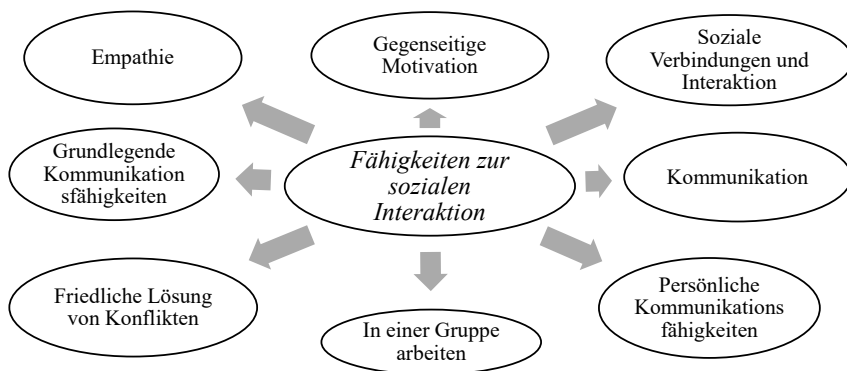 Empathie
Gegenseitige
Motivation
Soziale
Verbindungen und
Interaktion
Grundlegende
Kommunikation
sfähigkeiten
Fähigkeiten zur
sozialen
Interaktion
Kommunikation
Friedliche Lösung
von Konflikten
In einer Gruppe
arbeiten
Persönliche
Kommunikations
fähigkeiten